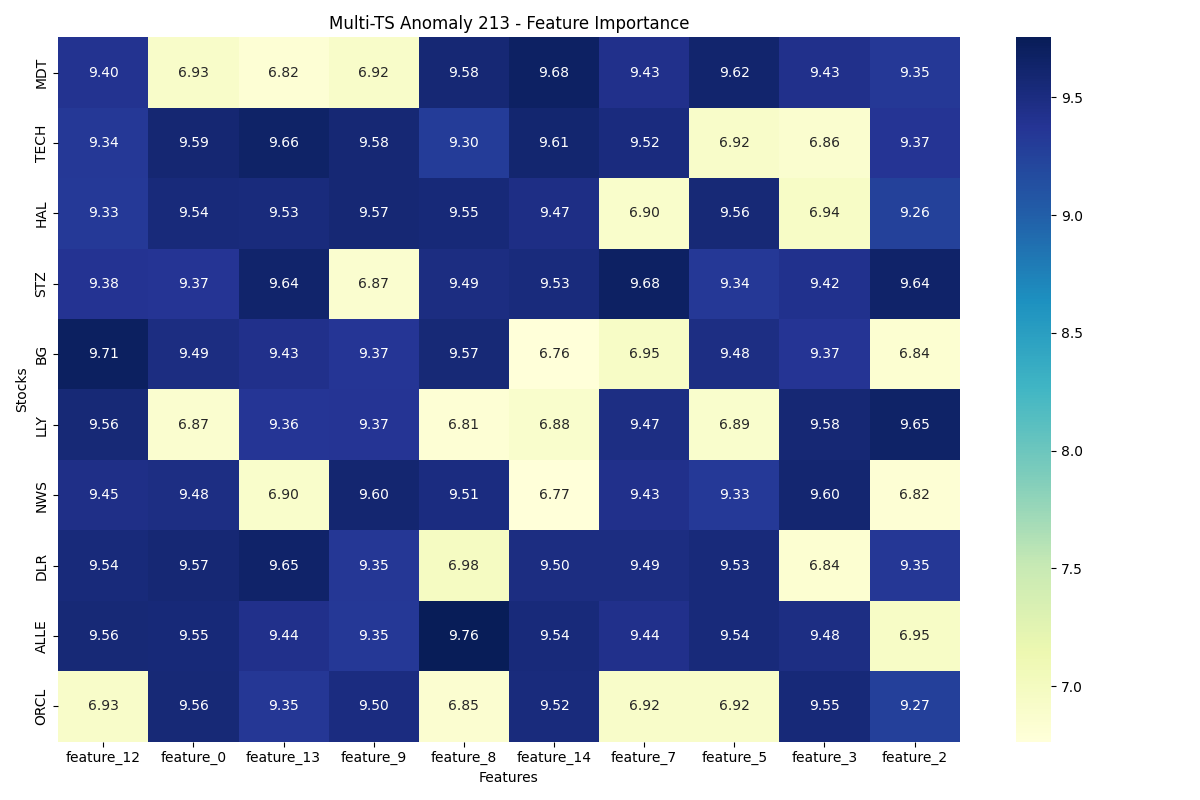 Multi-TS Anomaly 213 - Feature Importance
Stocks
MDT 9.40 6.93 6.82 6.92 9.58 9.68 9.43 9.62 9.43 9.35
TECH 9.34 9.59 9.66 9.58 9.30 9.61 9.52 6.92 6.86 9.37
HAL 9.33 9.54 9.53 9.57 9.55 9.47 6.90 9.56 6.94 9.26
STZ 9.38 9.37 9.64 6.87 9.49 9.53 9.68 9.34 9.42 9.64
BG 9.71 9.49 9.43 9.37 9.57 6.76 6.95 9.48 9.37 6.84
LLY 9.56 6.87 9.36 9.37 6.81 6.88 9.47 6.89 9.58 9.65
NWS 9.45 9.48 6.90 9.60 9.51 6.77 9.43 9.33 9.60 6.82
DLR 9.54 9.57 9.65 9.35 6.98 9.50 9.49 9.53 6.84 9.35
ALLE 9.56 9.55 9.44 9.35 9.76 9.54 9.44 9.54 9.48 6.95
ORCL 6.93 9.56 9.35 9.50 6.85 9.52 6.92 6.92 9.55 9.27
feature_12 feature_0 feature_13 feature_9 feature_8 feature_14 feature_7 feature_5 feature_3 feature_2
Features
9.5
9.0
8.5
8.0
7.5
7.0